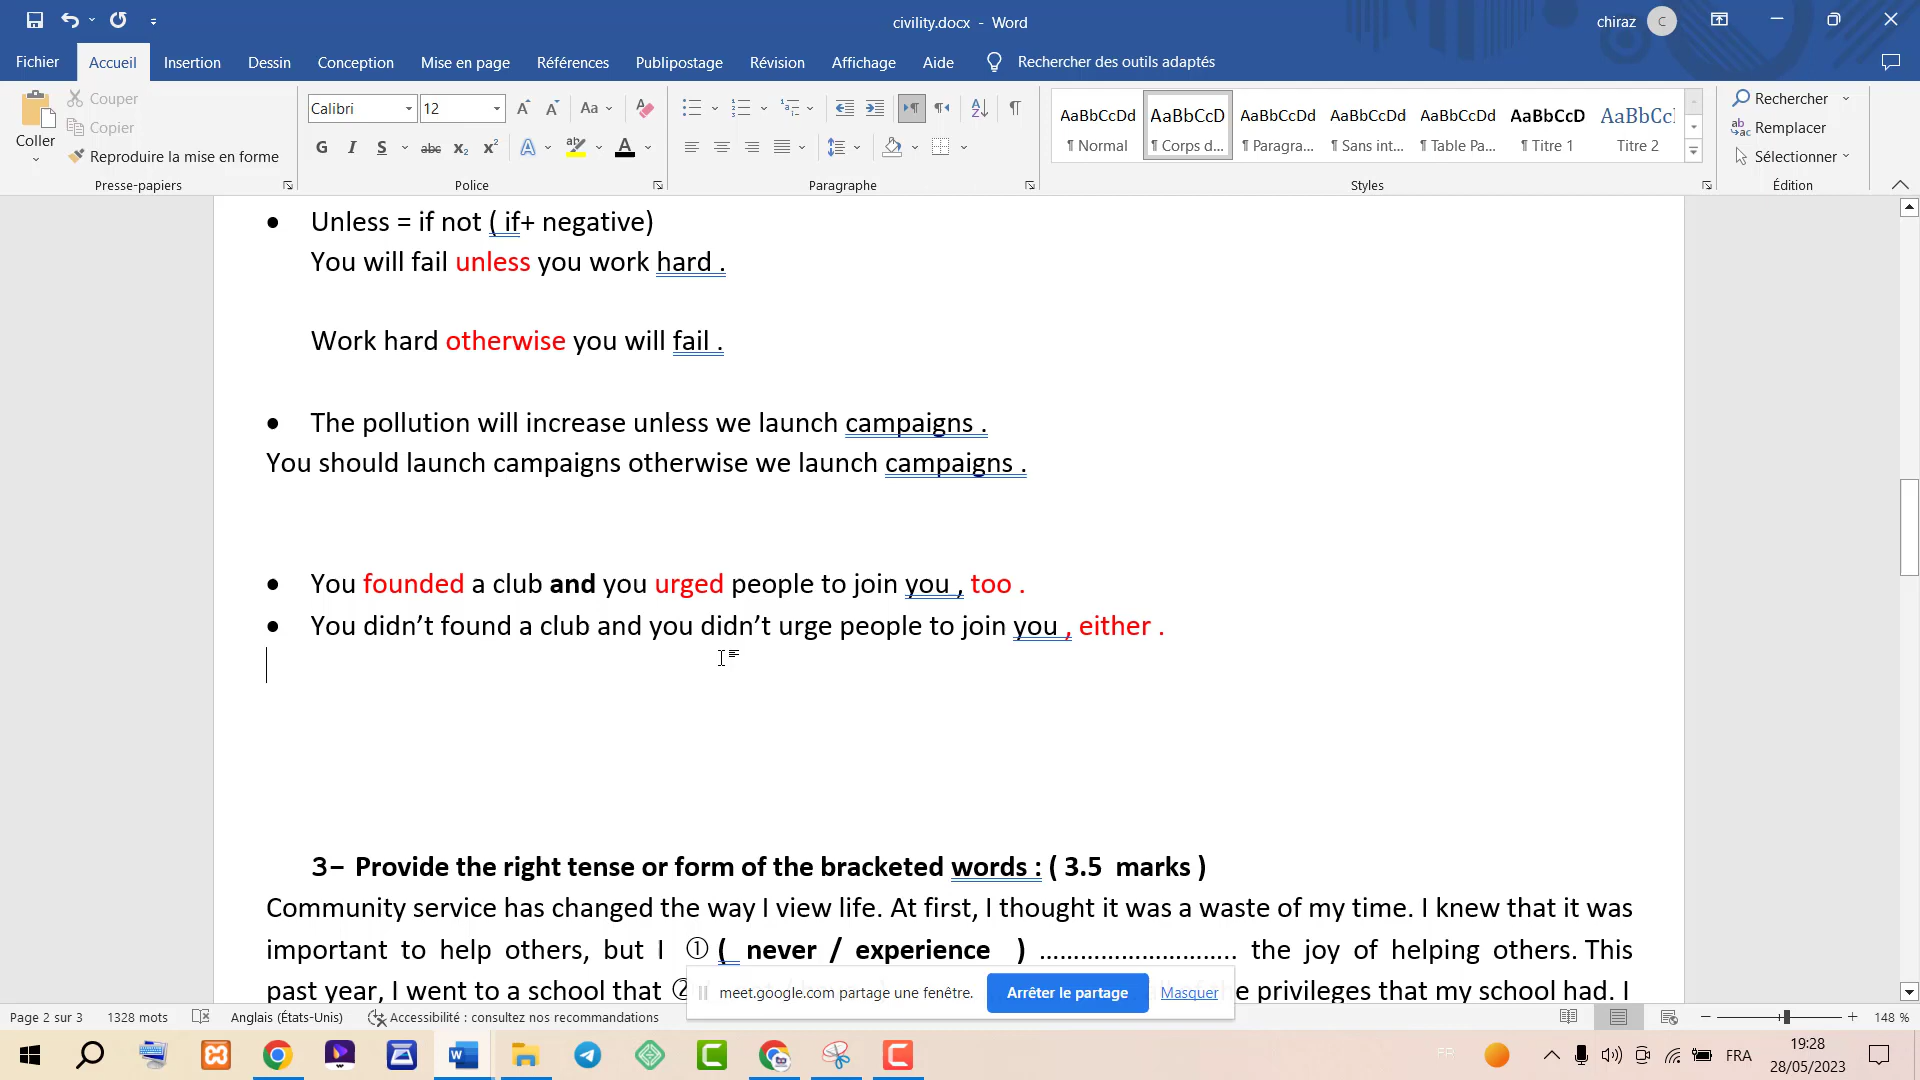 civility.docx - Word
chiraz
C
Fichier Accueil Insertion Dessin Conception Mise en page Références Publipostage Révision Affichage Aide Rechercher des outils adaptés
Coller
Couper
Copier
Reproduire la mise en forme
Presse-papiers
Calibri 12
Aa
G I S abc x₂ x² A ab A
Police
Paragraphe
AaBbCcDd AaBbCcD AaBbCcDd AaBbCcDd AaBbCcDd AaBbCcD AaBbCcI
¶ Normal ¶ Corps d... ¶ Paragra... ¶ Sans int... ¶ Table Pa... ¶ Titre 1 Titre 2
Styles
Rechercher
Remplacer
Sélectionner
Édition
• Unless = if not ( if+ negative)
You will fail unless you work hard .
Work hard otherwise you will fail .
• The pollution will increase unless we launch campaigns .
You should launch campaigns otherwise we launch campaigns .
• You founded a club and you urged people to join you , too .
• You didn’t found a club and you didn’t urge people to join you , either .
3– Provide the right tense or form of the bracketed words : ( 3.5 marks )
Community service has changed the way I view life. At first, I thought it was a waste of my time. I knew that it was
important to help others, but I ① ( never / experience ) ……………………….. the joy of helping others. This
past year, I went to a school that ② e privileges that my school had. I
meet.google.com partage une fenêtre. Arrêter le partage Masquer
Page 2 sur 3 1328 mots Anglais (États-Unis) Accessibilité : consultez nos recommandations 148 %
FRA
19:28
28/05/2023